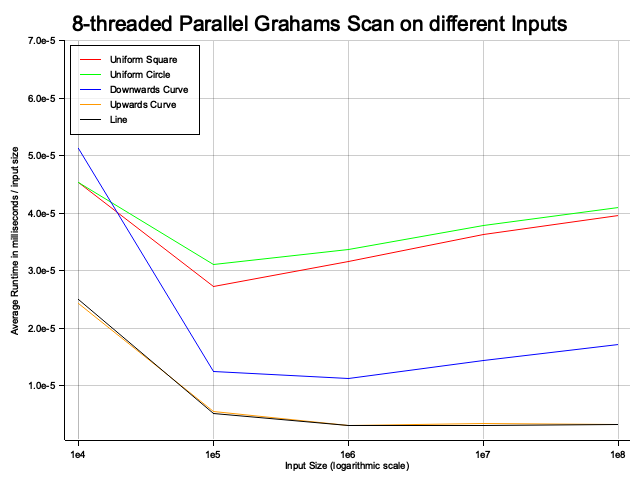 8-threaded Parallel Grahams Scan on different Inputs
7.0e-5
Uniform Square
Uniform Circle
Downwards Curve
Upwards Curve
Line
6.0e-5
5.0e-5
4.0e-5
3.0e-5
2.0e-5
1.0e-5
Average Runtime in milliseconds / input size
1e4 1e5 1e6 1e7 1e8
Input Size (logarithmic scale)